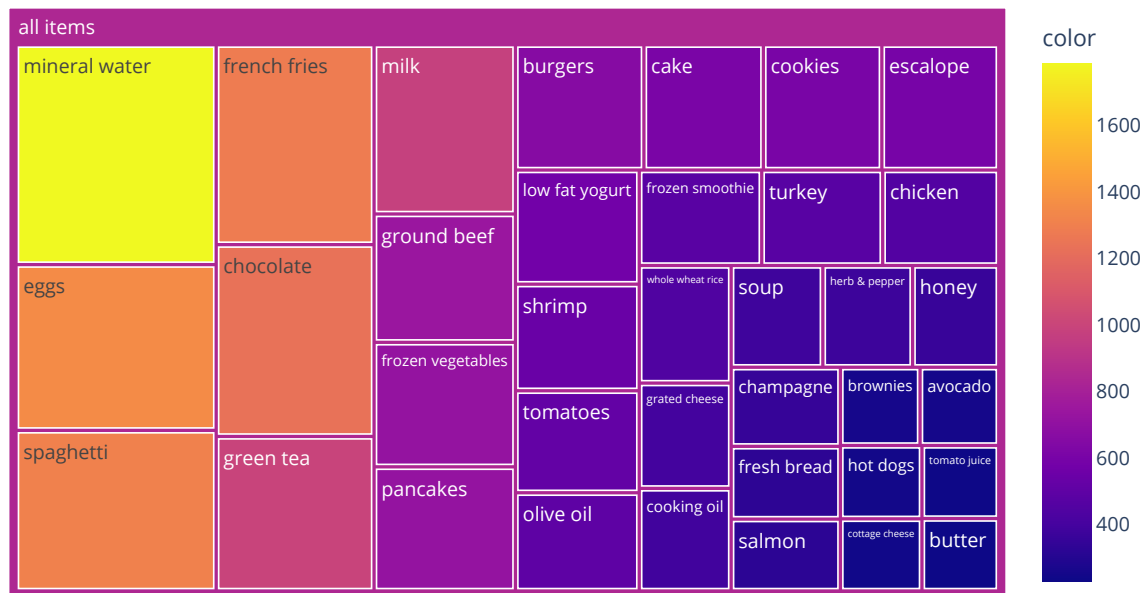 all items
mineral water
french fries
milk
burgers
cake
cookies
escalope
low fat yogurt
frozen smoothie
turkey
chicken
ground beef
chocolate
eggs
whole wheat rice
soup
herb & pepper
honey
shrimp
frozen vegetables
champagne
brownies
avocado
grated cheese
tomatoes
spaghetti
green tea
fresh bread
hot dogs
tomato juice
pancakes
olive oil
cooking oil
salmon
cottage cheese
butter
color
1600
1400
1200
1000
800
600
400